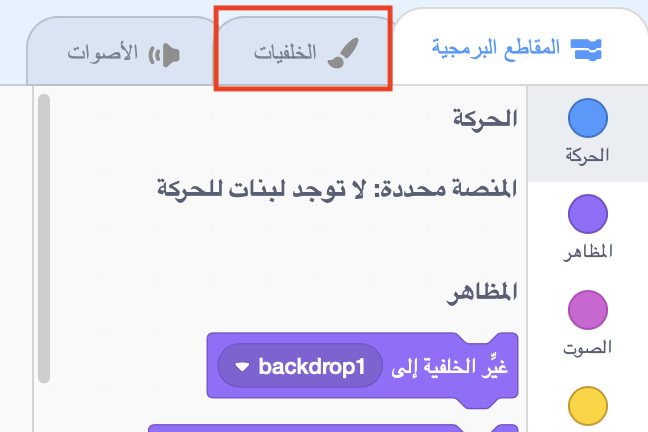 المقاطع البرمجية
الخلفيات
الأصوات
الحركة
الحركة
المنصة محددة: لا توجد لبنات للحركة
المظاهر
المظاهر
الصوت
غيِّر الخلفية إلى backdrop1